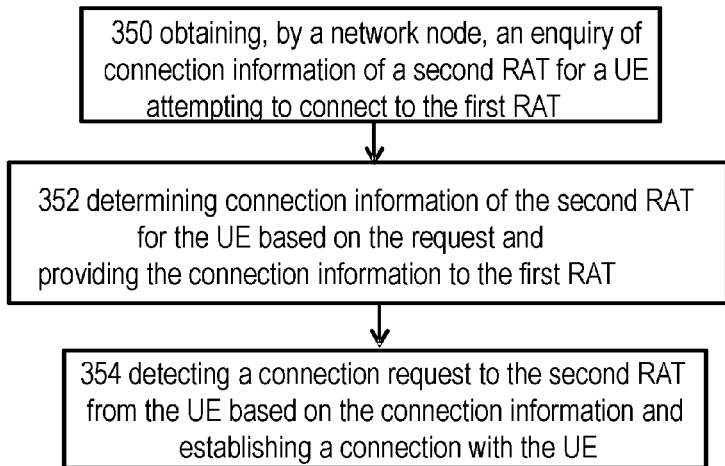 350 obtaining, by a network node, an enquiry of
connection information of a second RAT for a UE
attempting to connect to the first RAT
352 determining connection information of the second RAT
for the UE based on the request and
providing the connection information to the first RAT
354 detecting a connection request to the second RAT
from the UE based on the connection information and
establishing a connection with the UE